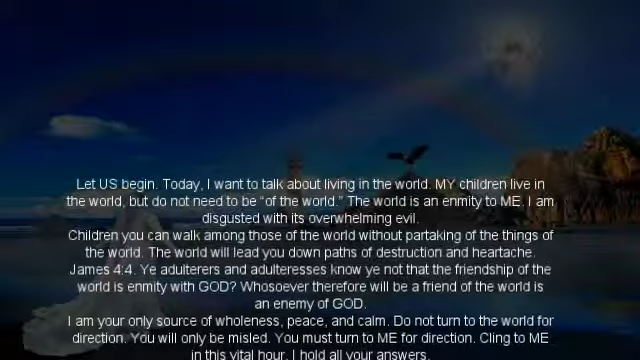 Let US begin. Today, I want to talk about living in the world. MY children live in
the world, but do not need to be "of the world." The world is an enmity to ME. I am
disgusted with its overwhelming evil.
Children you can walk among those of the world without partaking of the things of
the world. The world will lead you down paths of destruction and heartache.
James 4:4. Ye adulterers and adulteresses know ye not that the friendship of the
world is enmity with GOD? Whosoever therefore will be a friend of the world is
an enemy of GOD.
I am your only source of wholeness, peace, and calm. Do not turn to the world for
direction. You will only be misled. You must turn to ME for direction. Cling to ME
in this vital hour. I hold all your answers.